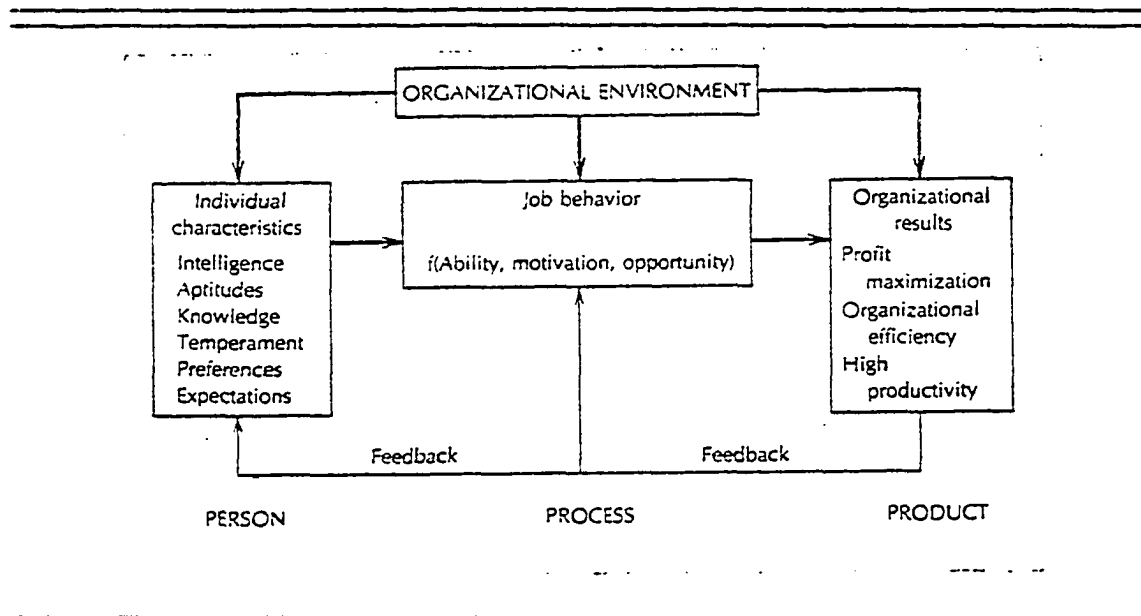 ORGANIZATIONAL ENVIRONMENT
Individual
characteristics
Intelligence
Aptitudes
Knowledge
Temperament
Preferences
Expectations
Job behavior
f(Ability, motivation, opportunity)
Organizational
results
Profit
maximization
Organizational
efficiency
High
productivity
Feedback
Feedback
PERSON
PROCESS
PRODUCT